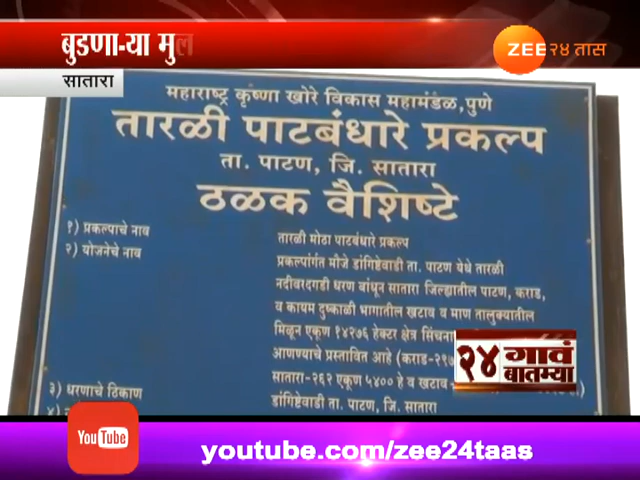 बुडणा-या मुल
ZEE २४ तास
सातारा
महाराष्ट्र कृष्णा खोरे विकास महामंडळ,पुणे
तारळी पाटबंधारे प्रकल्प
ता. पाटण, जि. सातारा
ठळक वैशिष्टे
१) प्रकल्पाचे नाव तारळी मोठा पाटबंधारे प्रकल्प
२) योजनेचे नाव प्रकल्पांर्गत मौजे डांगिष्टेवाडी ता. पाटण येथे तारळी
नदीवरदगडी धरण बांधून सातारा जिल्ह्यातील पाटण, कराड,
व कायम दुष्काळी भागातील खटाव व माण तालुक्यातील
मिळून एकूण १४२७६ हेक्टर क्षेत्र सिंचना
आणण्याचे प्रस्तावित आहे (कराड-२९७
सातारा-२६२ एकूण ५४०० हे व खटाव
३) धरणाचे ठिकाण डांगिष्टेवाडी ता. पाटण, जि. सातारा
४)
२४ गावं
बातम्या
YouTube
youtube.com/zee24taas